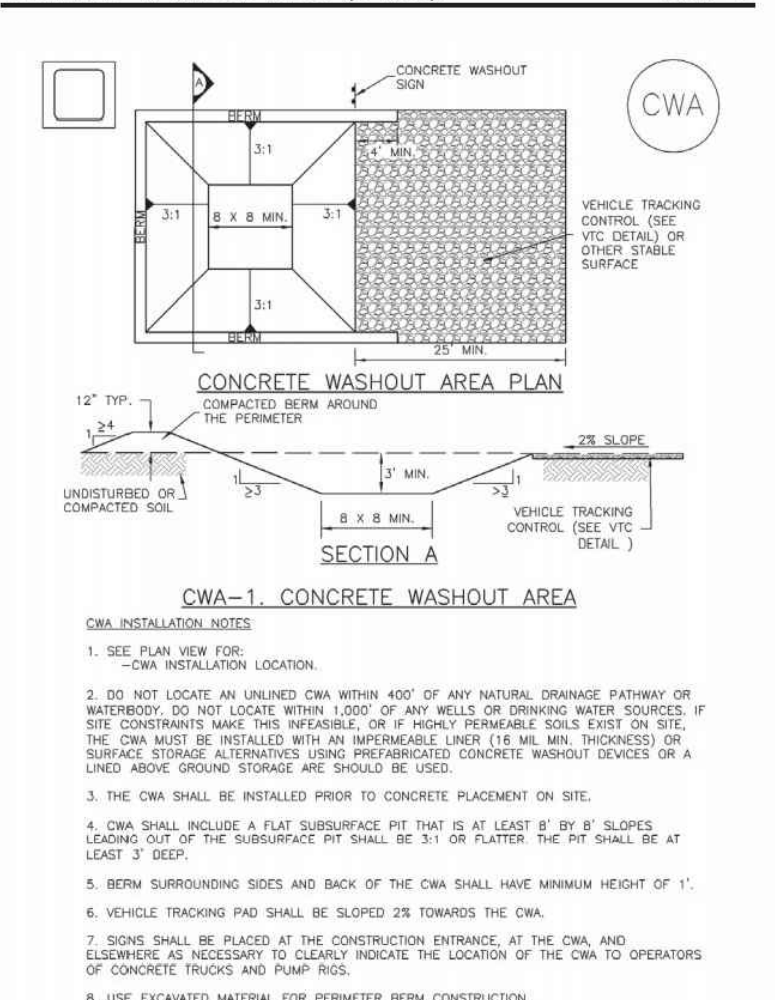 CONCRETE WASHOUT
SIGN
A
CWA
BERM
4' MIN.
3:1
VEHICLE TRACKING
CONTROL (SEE
VTC DETAIL) OR
OTHER STABLE
SURFACE
BERM
3:1
8 X 8 MIN.
3:1
3:1
BERM
25' MIN.
CONCRETE WASHOUT AREA PLAN
12" TYP.
COMPACTED BERM AROUND
THE PERIMETER
1
≥4
2% SLOPE
3' MIN.
1
≥3
1
>3
UNDISTURBED OR
COMPACTED SOIL
8 X 8 MIN.
VEHICLE TRACKING
CONTROL (SEE VTC
DETAIL )
SECTION A
CWA-1. CONCRETE WASHOUT AREA
CWA INSTALLATION NOTES
1. SEE PLAN VIEW FOR:
-CWA INSTALLATION LOCATION.
2. DO NOT LOCATE AN UNLINED CWA WITHIN 400' OF ANY NATURAL DRAINAGE PATHWAY OR
WATERBODY. DO NOT LOCATE WITHIN 1,000' OF ANY WELLS OR DRINKING WATER SOURCES. IF
SITE CONSTRAINTS MAKE THIS INFEASIBLE, OR IF HIGHLY PERMEABLE SOILS EXIST ON SITE,
THE CWA MUST BE INSTALLED WITH AN IMPERMEABLE LINER (16 MIL MIN. THICKNESS) OR
SURFACE STORAGE ALTERNATIVES USING PREFABRICATED CONCRETE WASHOUT DEVICES OR A
LINED ABOVE GROUND STORAGE ARE SHOULD BE USED.
3. THE CWA SHALL BE INSTALLED PRIOR TO CONCRETE PLACEMENT ON SITE.
4. CWA SHALL INCLUDE A FLAT SUBSURFACE PIT THAT IS AT LEAST 8' BY 8' SLOPES
LEADING OUT OF THE SUBSURFACE PIT SHALL BE 3:1 OR FLATTER. THE PIT SHALL BE AT
LEAST 3' DEEP.
5. BERM SURROUNDING SIDES AND BACK OF THE CWA SHALL HAVE MINIMUM HEIGHT OF 1'.
6. VEHICLE TRACKING PAD SHALL BE SLOPED 2% TOWARDS THE CWA.
7. SIGNS SHALL BE PLACED AT THE CONSTRUCTION ENTRANCE, AT THE CWA, AND
ELSEWHERE AS NECESSARY TO CLEARLY INDICATE THE LOCATION OF THE CWA TO OPERATORS
OF CONCRETE TRUCKS AND PUMP RIGS.
8. USE EXCAVATED MATERIAL FOR PERIMETER BERM CONSTRUCTION.